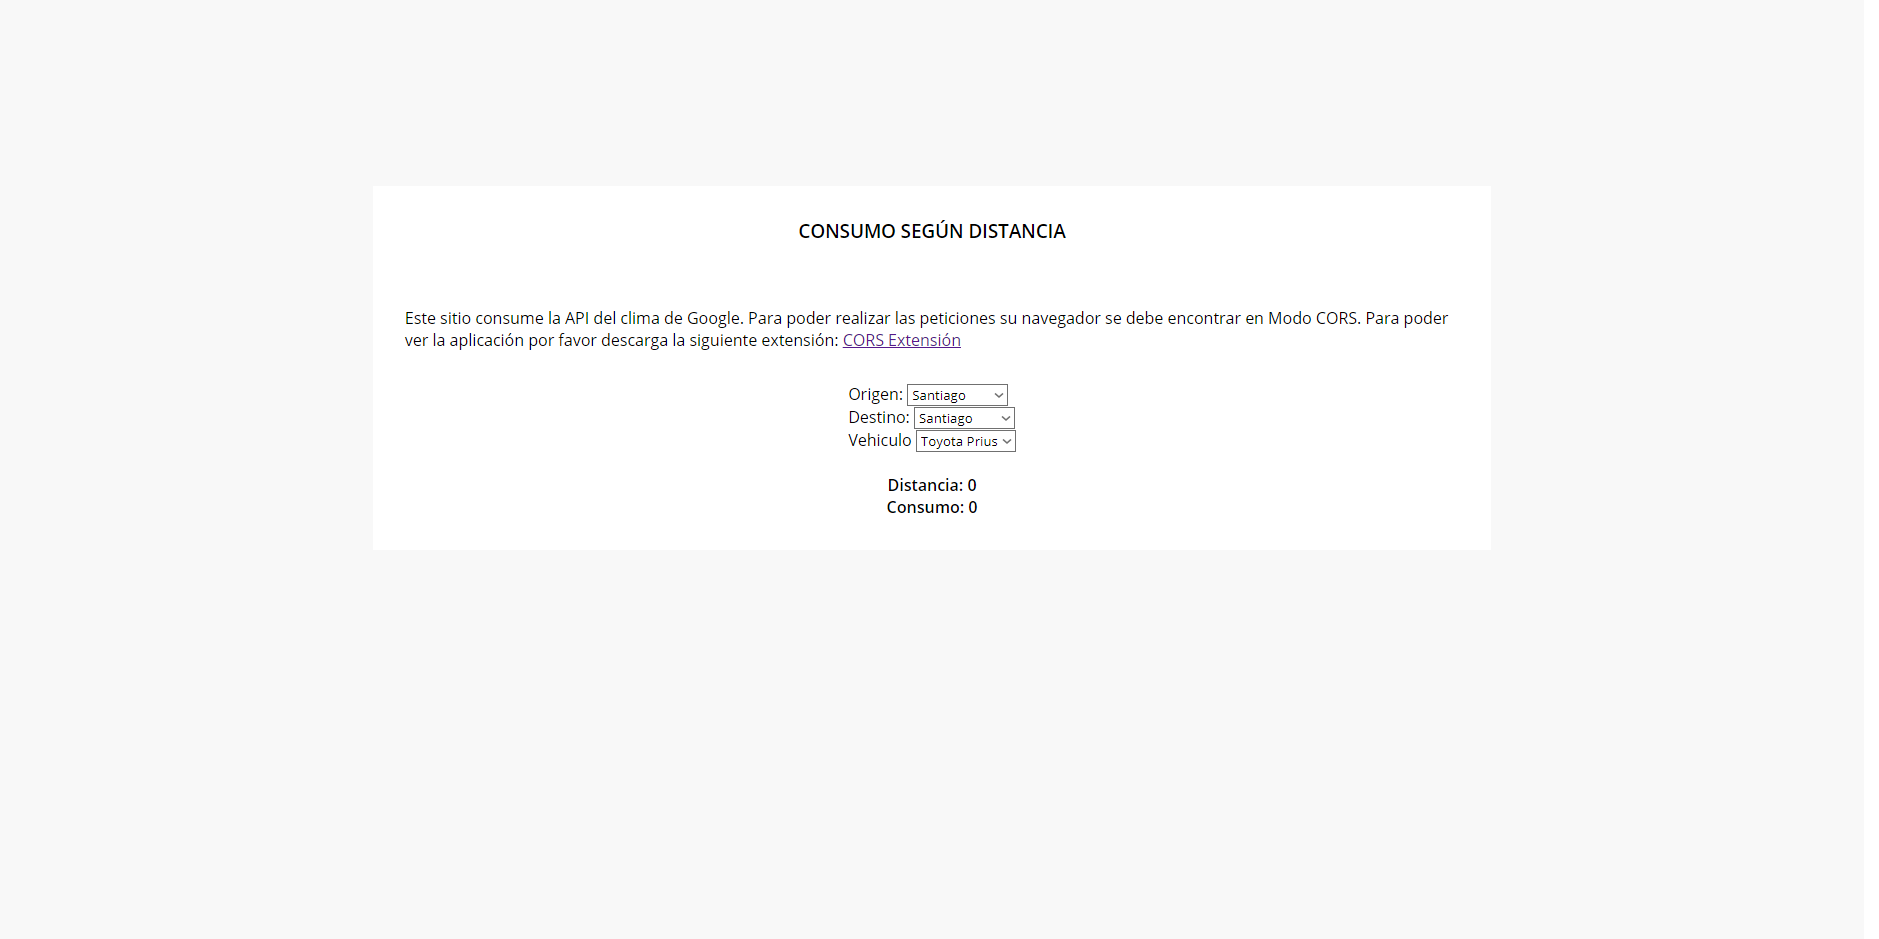 CONSUMO SEGÚN DISTANCIA
Este sitio consume la API del clima de Google. Para poder realizar las peticiones su navegador se debe encontrar en Modo CORS. Para poder
ver la aplicación por favor descarga la siguiente extensión: CORS Extensión
Origen: Santiago
Destino: Santiago
Vehiculo Toyota Prius
Distancia: 0
Consumo: 0